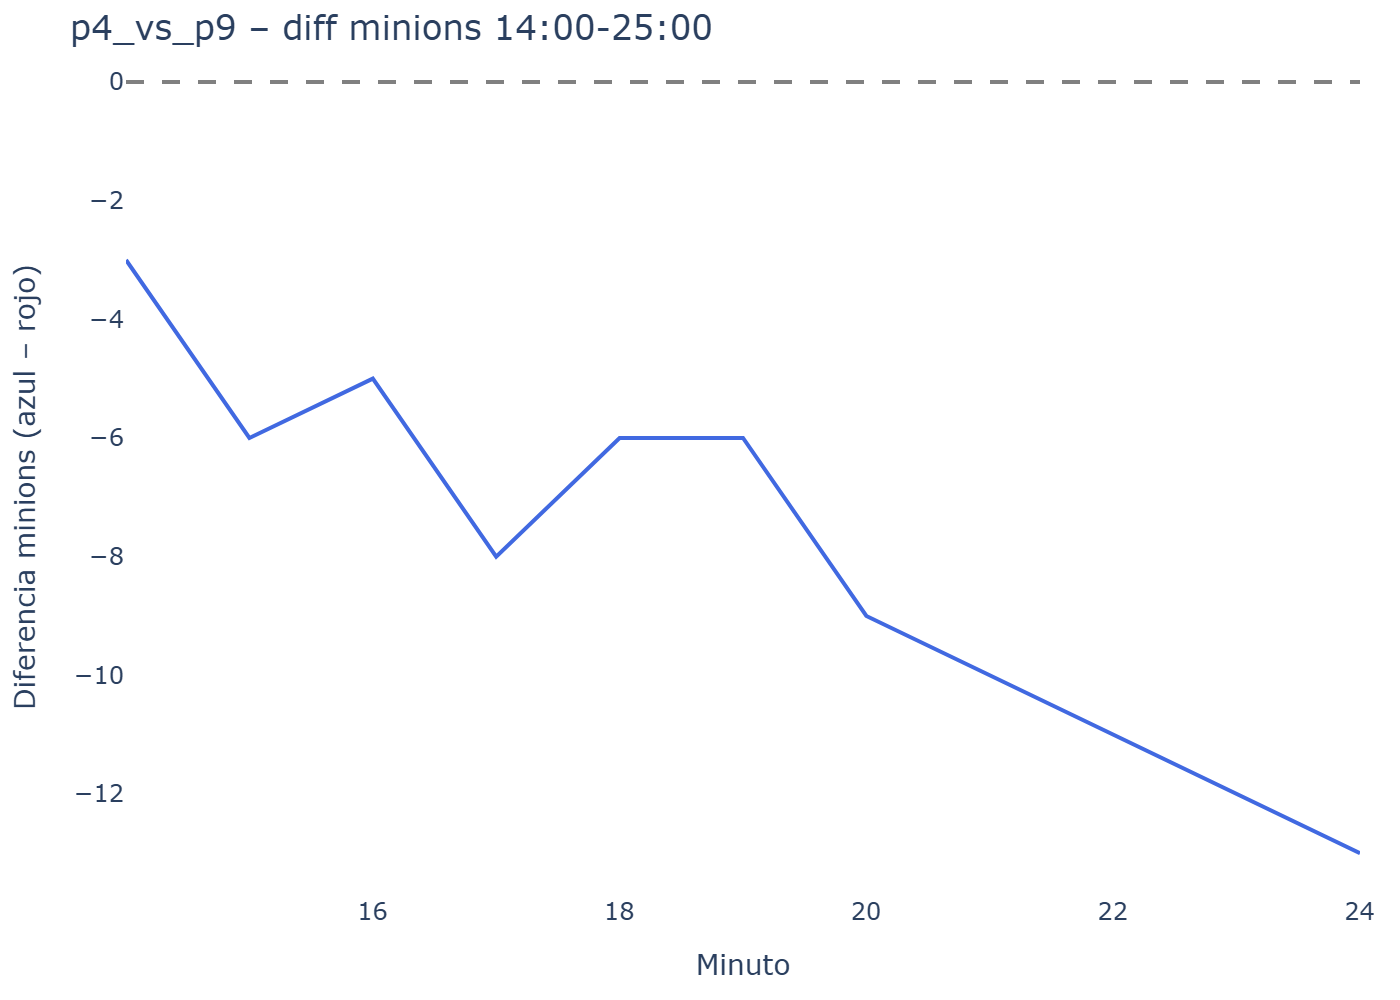 p4_vs_p9 – diff minions 14:00-25:00
0
−2
−4
−6
−8
−10
−12
Diferencia minions (azul – rojo)
16 18 20 22 24
Minuto